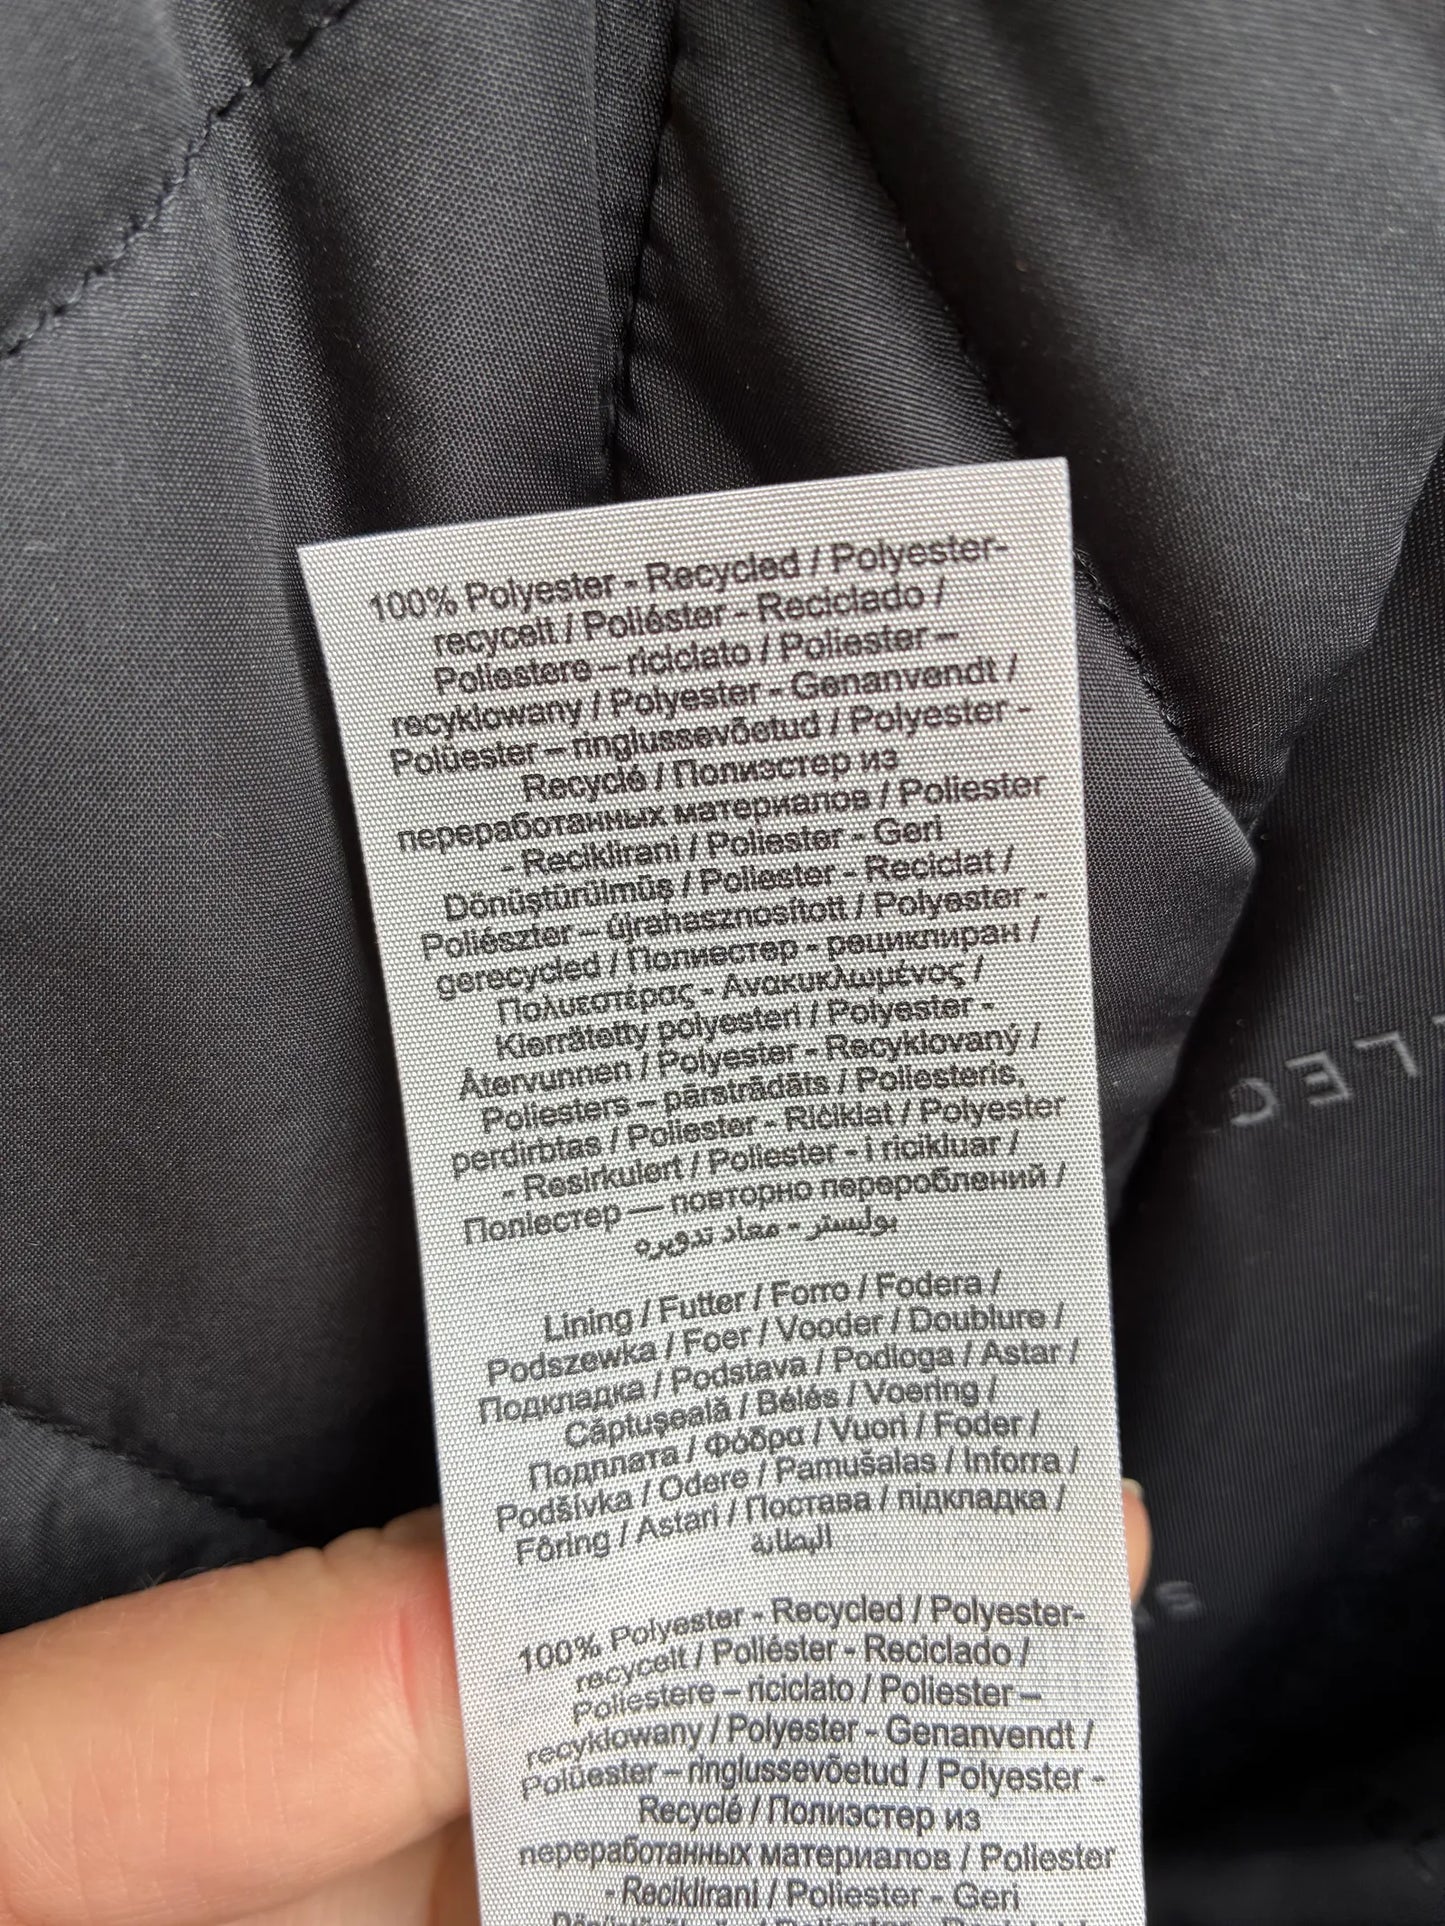 100% Polyester - Recycled / Polyester-
recycelt / Poliéster - Reciclado /
Poliestere – riciclato / Poliester –
recyklowany / Polyester - Genanvendt /
Polüester – ringlussevõetud / Polyester -
Recyclé / Полиэстер из
переработанных материалов / Poliester
- Reciklirani / Poliester - Geri
Dönüştürülmüş / Poliester - Reciclat /
Poliészter – újrahasznosított / Polyester -
gerecycled / Полиестер - рециклиран /
Πολυεστέρας - Ανακυκλωμένος /
Kierrätetty polyesteri / Polyester -
Återvunnen / Polyester - Recyklovaný /
Poliesters – pārstrādāts / Poliesteris,
perdirbtas / Poliester - Ričiklat / Polyester
- Resirkulert / Poliester - i ricikluar /
Поліестер — повторно перероблений /
بوليستر - معاد تدويره
Lining / Futter / Forro / Fodera /
Podszewka / Foer / Vooder / Doublure /
Подкладка / Podstava / Podloga / Astar /
Căptuşeală / Bélés / Voering /
Подплата / Φόδρα / Vuori / Foder /
Podšívka / Odere / Pamušalas / Inforra /
Fôring / Astari / Постава / підкладка /
البطانة
100% Polyester - Recycled / Polyester-
recycelt / Poliéster - Reciclado /
Poliestere – riciclato / Poliester –
recyklowany / Polyester - Genanvendt /
Polüester – ringlussevõetud / Polyester -
Recyclé / Полиэстер из
переработанных материалов / Poliester
- Reciklirani / Poliester - Geri